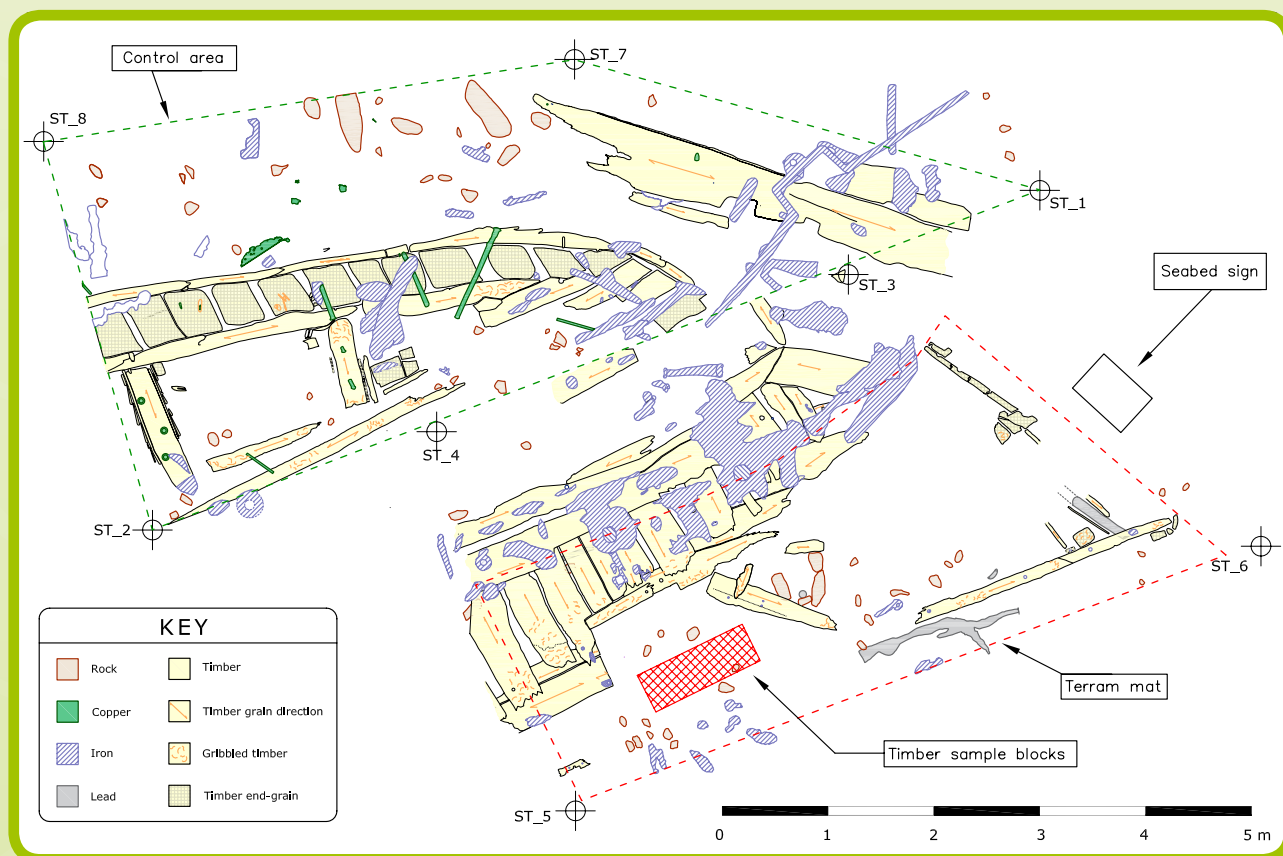 Control area
ST_7
ST_8
ST_1
ST_3
Seabed sign
ST_4
ST_2
ST_6
KEY
Rock
Timber
Copper
Timber grain direction
Iron
Gribbled timber
Lead
Timber end-grain
Terram mat
Timber sample blocks
ST_5
0 1 2 3 4 5 m